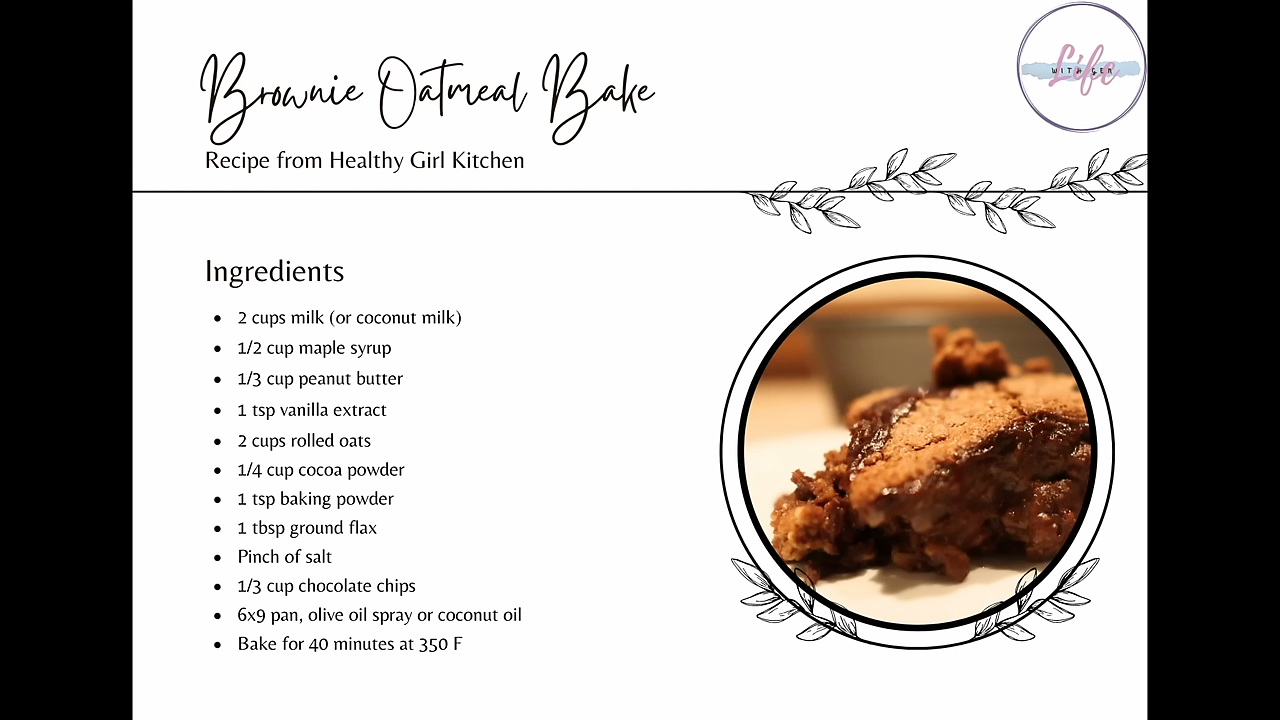 Life
WITH GER
Brownie Oatmeal Bake
Recipe from Healthy Girl Kitchen
Ingredients
• 2 cups milk (or coconut milk)
• 1/2 cup maple syrup
• 1/3 cup peanut butter
• 1 tsp vanilla extract
• 2 cups rolled oats
• 1/4 cup cocoa powder
• 1 tsp baking powder
• 1 tbsp ground flax
• Pinch of salt
• 1/3 cup chocolate chips
• 6x9 pan, olive oil spray or coconut oil
• Bake for 40 minutes at 350 F